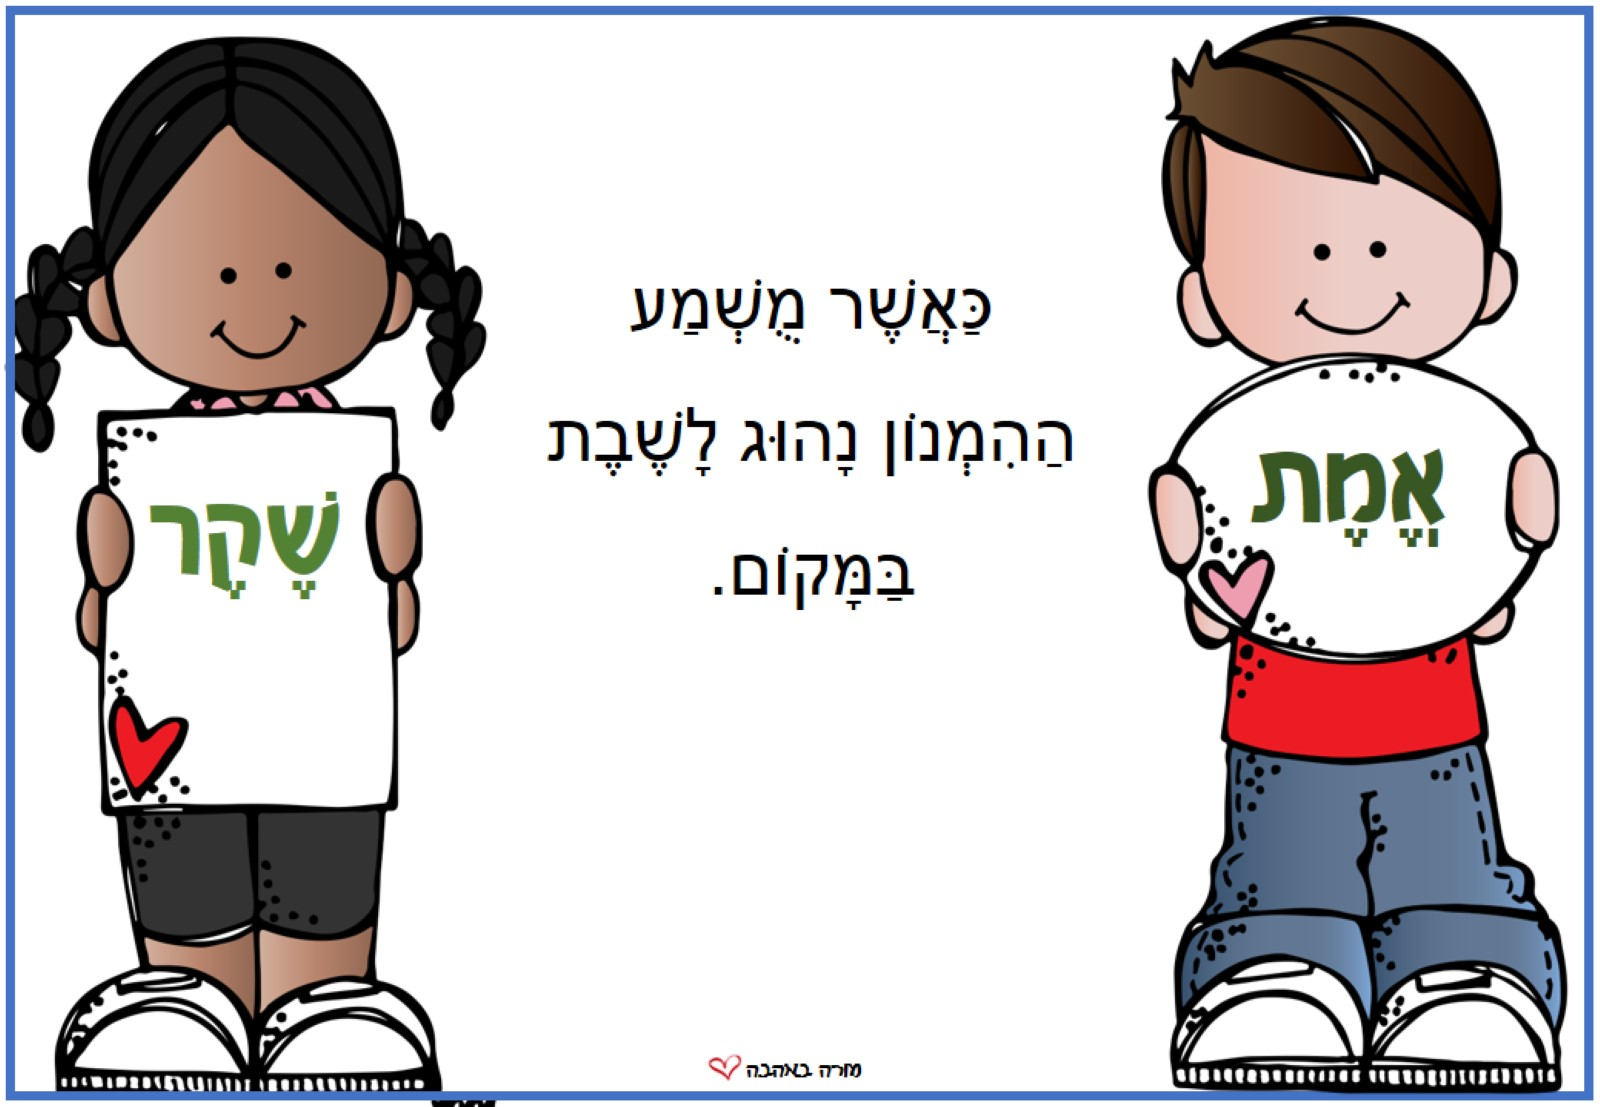 כַּאֲשֶׁר מֻשְׁמַע
הַהִמְנוֹן נָהוּג לָשֶׁבֶת
בַּמָּקוֹם.
אֱמֶת
שֶׁקֶר
מורה באהבה